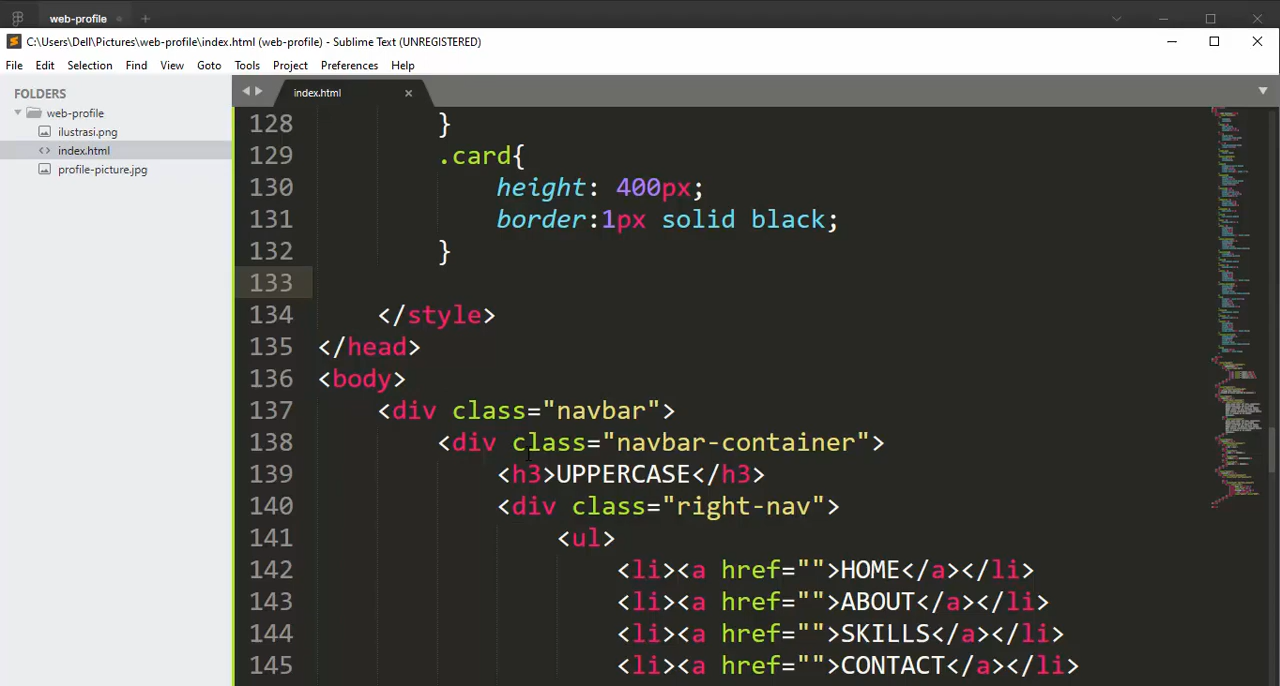 web-profile
C:\Users\Dell\Pictures\web-profile\index.html (web-profile) - Sublime Text (UNREGISTERED)
File Edit Selection Find View Goto Tools Project Preferences Help
FOLDERS
web-profile
ilustrasi.png
index.html
profile-picture.jpg
index.html
128 }
129 .card{
130 height: 400px;
131 border:1px solid black;
132 }
133
134 </style>
135 </head>
136 <body>
137 <div class="navbar">
138 <div class="navbar-container">
139 <h3>UPPERCASE</h3>
140 <div class="right-nav">
141 <ul>
142 <li><a href="">HOME</a></li>
143 <li><a href="">ABOUT</a></li>
144 <li><a href="">SKILLS</a></li>
145 <li><a href="">CONTACT</a></li>